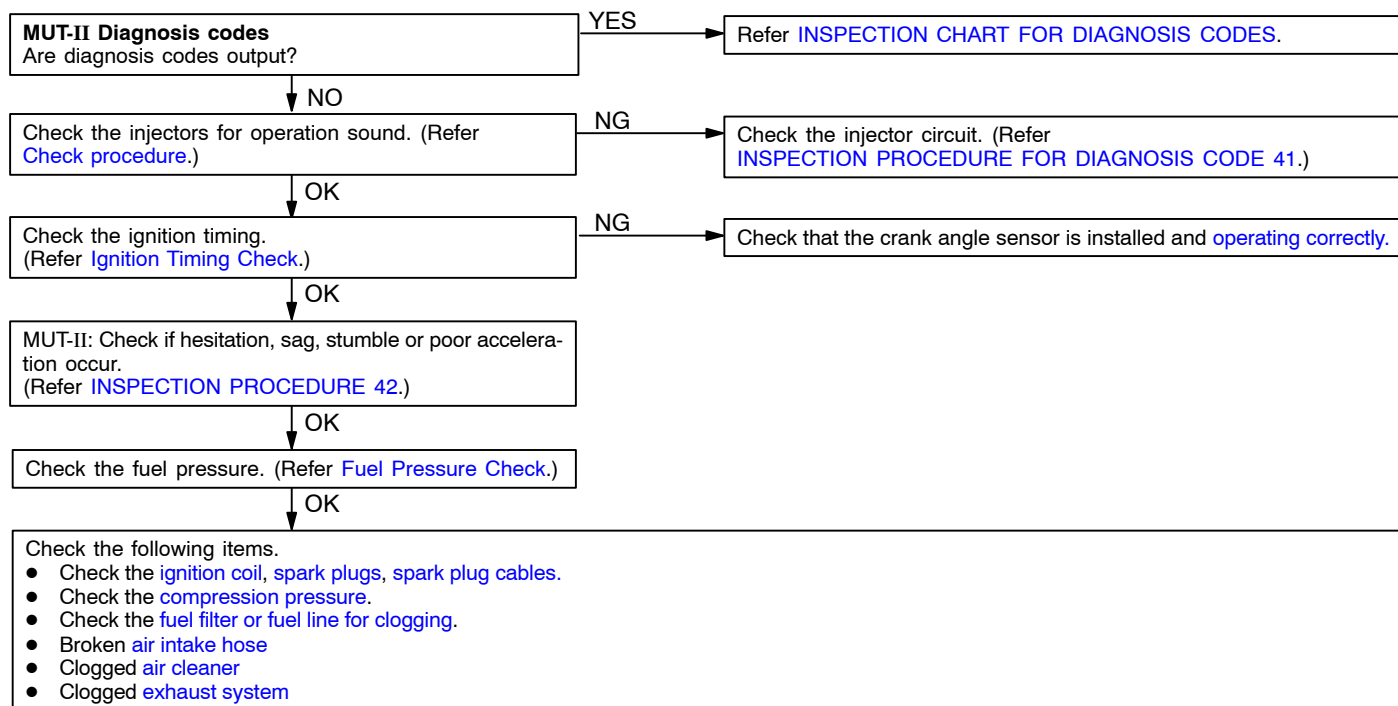 MUT-II Diagnosis codes
Are diagnosis codes output?
YES
Refer INSPECTION CHART FOR DIAGNOSIS CODES.
NO
Check the injectors for operation sound. (Refer
Check procedure.)
NG
Check the injector circuit. (Refer
INSPECTION PROCEDURE FOR DIAGNOSIS CODE 41.)
OK
Check the ignition timing.
(Refer Ignition Timing Check.)
NG
Check that the crank angle sensor is installed and operating correctly.
OK
MUT-II: Check if hesitation, sag, stumble or poor accelera-
tion occur.
(Refer INSPECTION PROCEDURE 42.)
OK
Check the fuel pressure. (Refer Fuel Pressure Check.)
OK
Check the following items.
● Check the ignition coil, spark plugs, spark plug cables.
● Check the compression pressure.
● Check the fuel filter or fuel line for clogging.
● Broken air intake hose
● Clogged air cleaner
● Clogged exhaust system